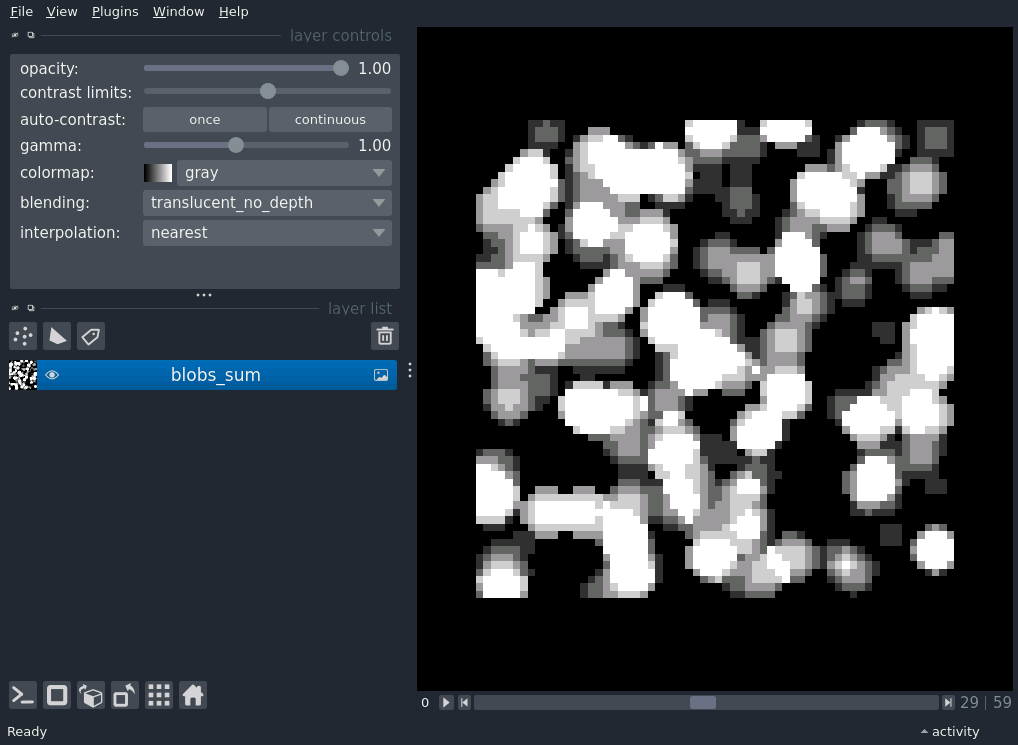 File View Plugins Window Help
layer controls
opacity: 1.00
contrast limits:
auto-contrast: once continuous
gamma: 1.00
colormap: gray
blending: translucent_no_depth
interpolation: nearest
layer list
blobs_sum
0 29 | 59
Ready activity